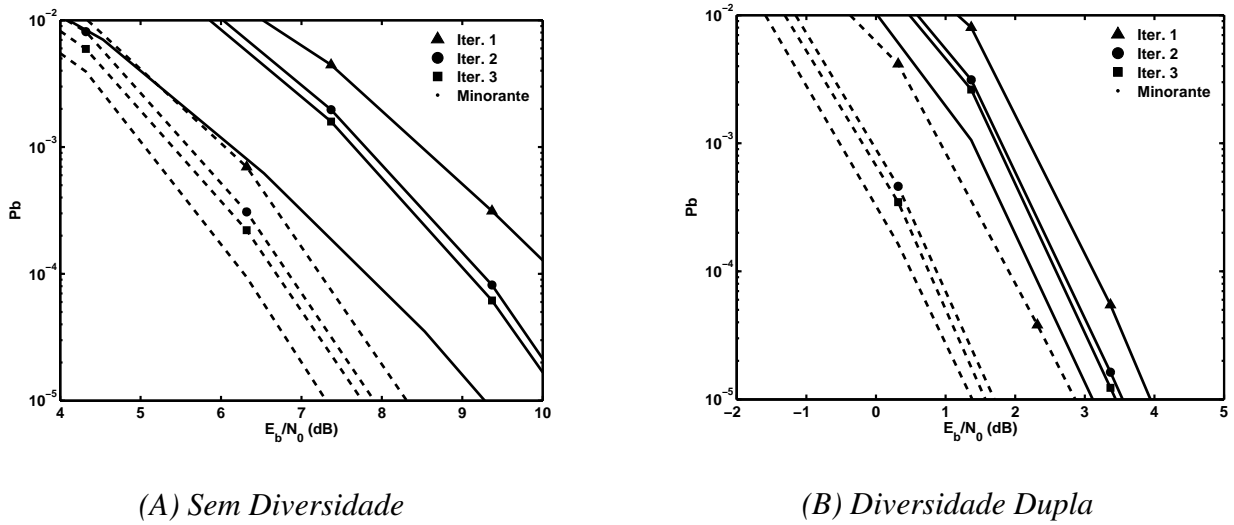 10^-2
10^-3
10^-4
10^-5
Pb
4 5 6 7 8 9 10
E_b/N_0 (dB)
Iter. 1
Iter. 2
Iter. 3
Minorante
(A) Sem Diversidade
10^-2
10^-3
10^-4
10^-5
Pb
−2 −1 0 1 2 3 4 5
E_b/N_0 (dB)
Iter. 1
Iter. 2
Iter. 3
Minorante
(B) Diversidade Dupla